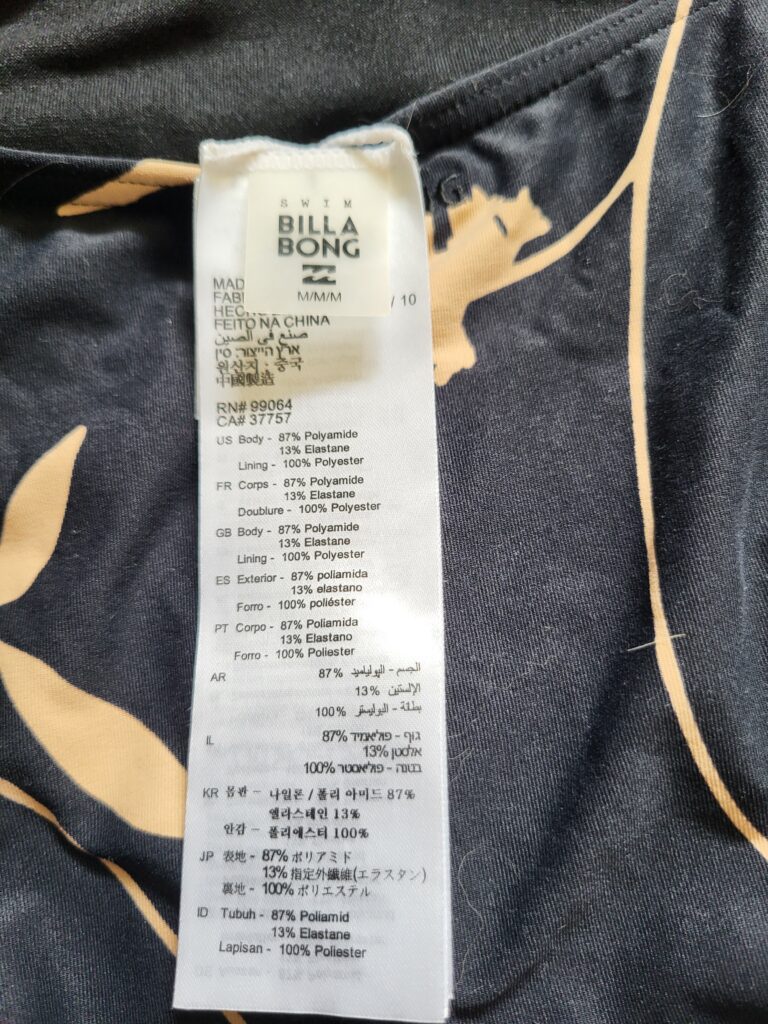 SWIM
BILLA
BONG
M/M/M
MAD
FABI
/ 10
FEITO NA CHINA
صنع في الصين
ארץ הייצור: סין
원산지 : 중국
中國製造
RN# 99064
CA# 37757
US Body - 87% Polyamide
13% Elastane
Lining - 100% Polyester
FR Corps - 87% Polyamide
13% Elastane
Doublure - 100% Polyester
GB Body - 87% Polyamide
13% Elastane
Lining - 100% Polyester
ES Exterior - 87% poliamida
13% elastano
Forro - 100% poliéster
PT Corpo - 87% Poliamida
13% Elastano
Forro - 100% Poliester
AR الجسم - البولياميد 87%
الإلستين 13%
بطانة - البوليستر 100%
IL גוף - פוליאמיד 87%
אלסטן 13%
בטנה - פוליאסטר 100%
KR 몸판 - 나일론 / 폴리 아미드 87%
엘라스테인 13%
안감 - 폴리에스터 100%
JP 表地 - 87% ポリアミド
13% 指定外繊維(エラスタン)
裏地 - 100% ポリエステル
ID Tubuh - 87% Poliamid
13% Elastane
Lapisan - 100% Poliester